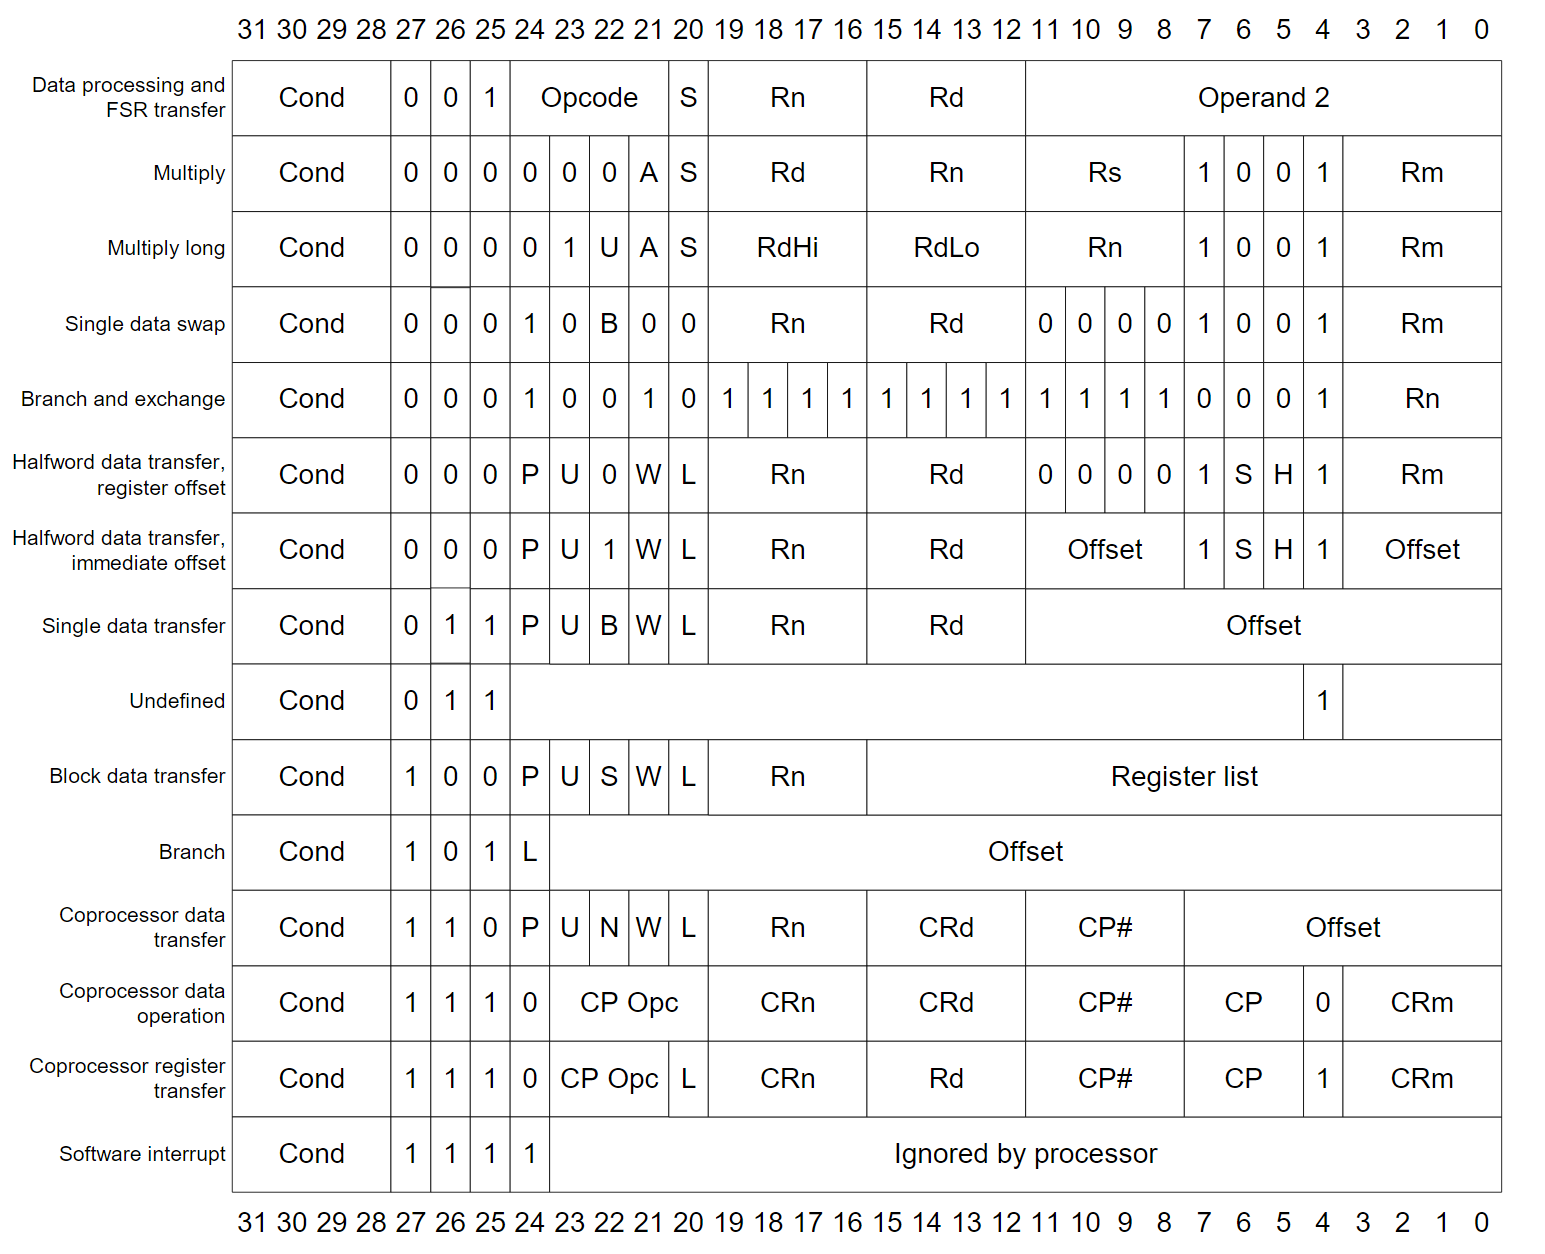 31 30 29 28 27 26 25 24 23 22 21 20 19 18 17 16 15 14 13 12 11 10 9 8 7 6 5 4 3 2 1 0
Data processing and
FSR transfer
Cond 0 0 1 Opcode S Rn Rd Operand 2
Multiply Cond 0 0 0 0 0 0 A S Rd Rn Rs 1 0 0 1 Rm
Multiply long Cond 0 0 0 0 1 U A S RdHi RdLo Rn 1 0 0 1 Rm
Single data swap Cond 0 0 0 1 0 B 0 0 Rn Rd 0 0 0 0 1 0 0 1 Rm
Branch and exchange Cond 0 0 0 1 0 0 1 0 1 1 1 1 1 1 1 1 1 1 1 1 0 0 0 1 Rn
Halfword data transfer,
register offset
Cond 0 0 0 P U 0 W L Rn Rd 0 0 0 0 1 S H 1 Rm
Halfword data transfer,
immediate offset
Cond 0 0 0 P U 1 W L Rn Rd Offset 1 S H 1 Offset
Single data transfer Cond 0 1 1 P U B W L Rn Rd Offset
Undefined Cond 0 1 1 1
Block data transfer Cond 1 0 0 P U S W L Rn Register list
Branch Cond 1 0 1 L Offset
Coprocessor data
transfer
Cond 1 1 0 P U N W L Rn CRd CP# Offset
Coprocessor data
operation
Cond 1 1 1 0 CP Opc CRn CRd CP# CP 0 CRm
Coprocessor register
transfer
Cond 1 1 1 0 CP Opc L CRn Rd CP# CP 1 CRm
Software interrupt Cond 1 1 1 1 Ignored by processor
31 30 29 28 27 26 25 24 23 22 21 20 19 18 17 16 15 14 13 12 11 10 9 8 7 6 5 4 3 2 1 0